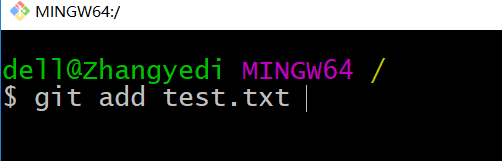 MINGW64:/
dell@Zhangyedi MINGW64 /
$ git add test.txt